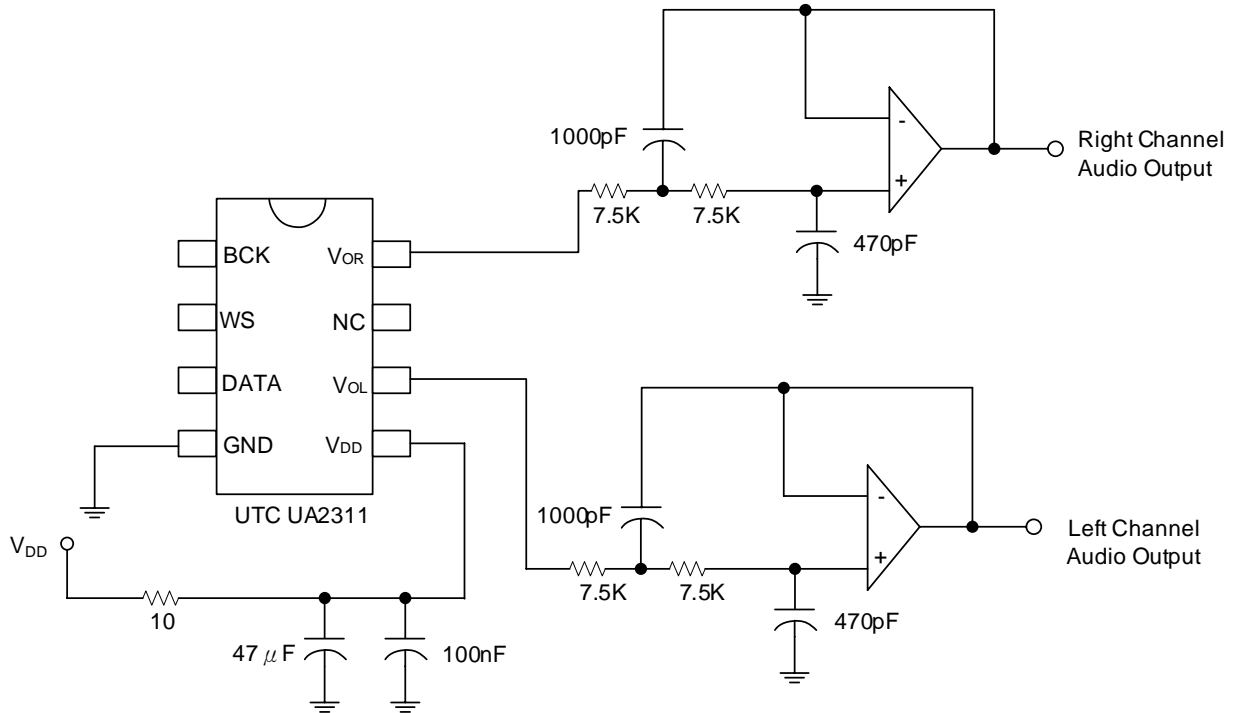 1000pF
-
+
Right Channel
Audio Output
7.5K
7.5K
470pF
BCK
VOR
WS
NC
DATA
VOL
GND
VDD
UTC UA2311
1000pF
-
+
Left Channel
Audio Output
7.5K
7.5K
470pF
VDD
10
47μF
100nF